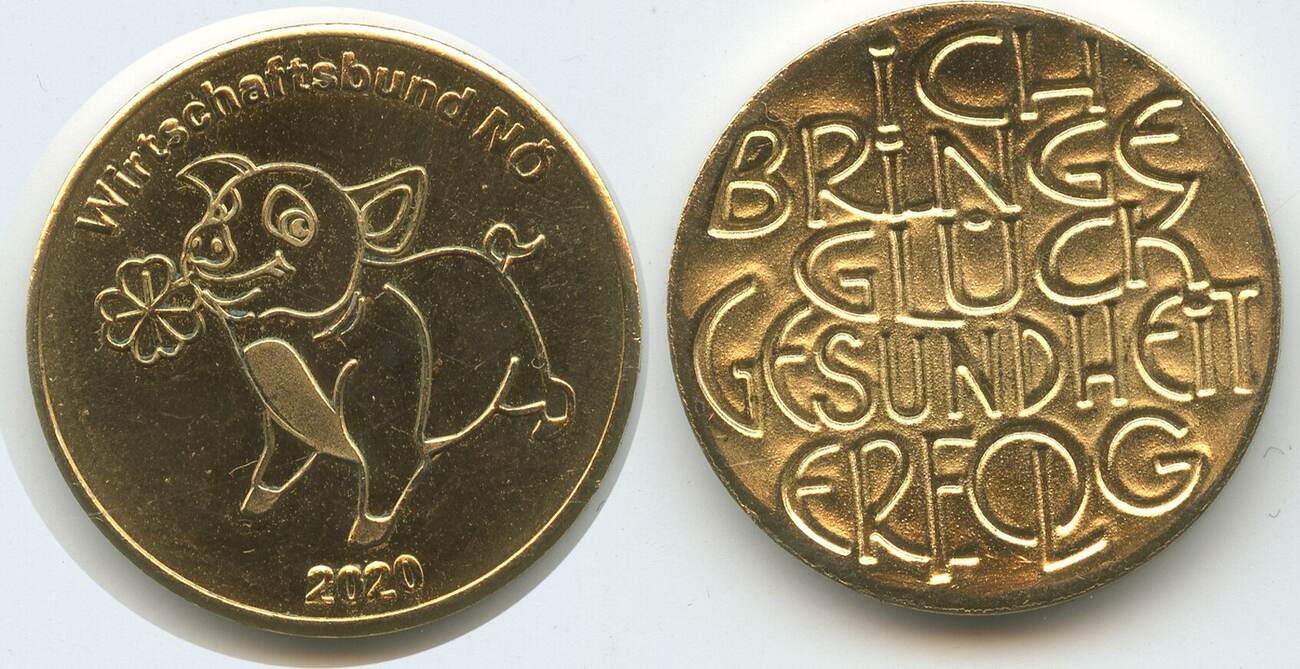 Wirtschaftsbund NÖ
2020
iCH
BRiNGE
GLÜCK
GESUNDHEiT
ERFOLG